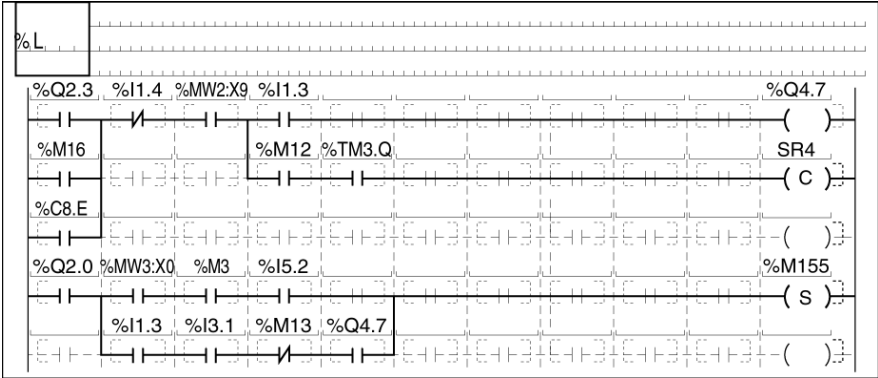 %L
%Q2.3 %I1.4 %MW2:X9 %I1.3 %Q4.7
%M16 %M12 %TM3.Q SR4
C
%C8.E
%Q2.0 %MW3:X0 %M3 %I5.2 %M155
S
%I1.3 %I3.1 %M13 %Q4.7